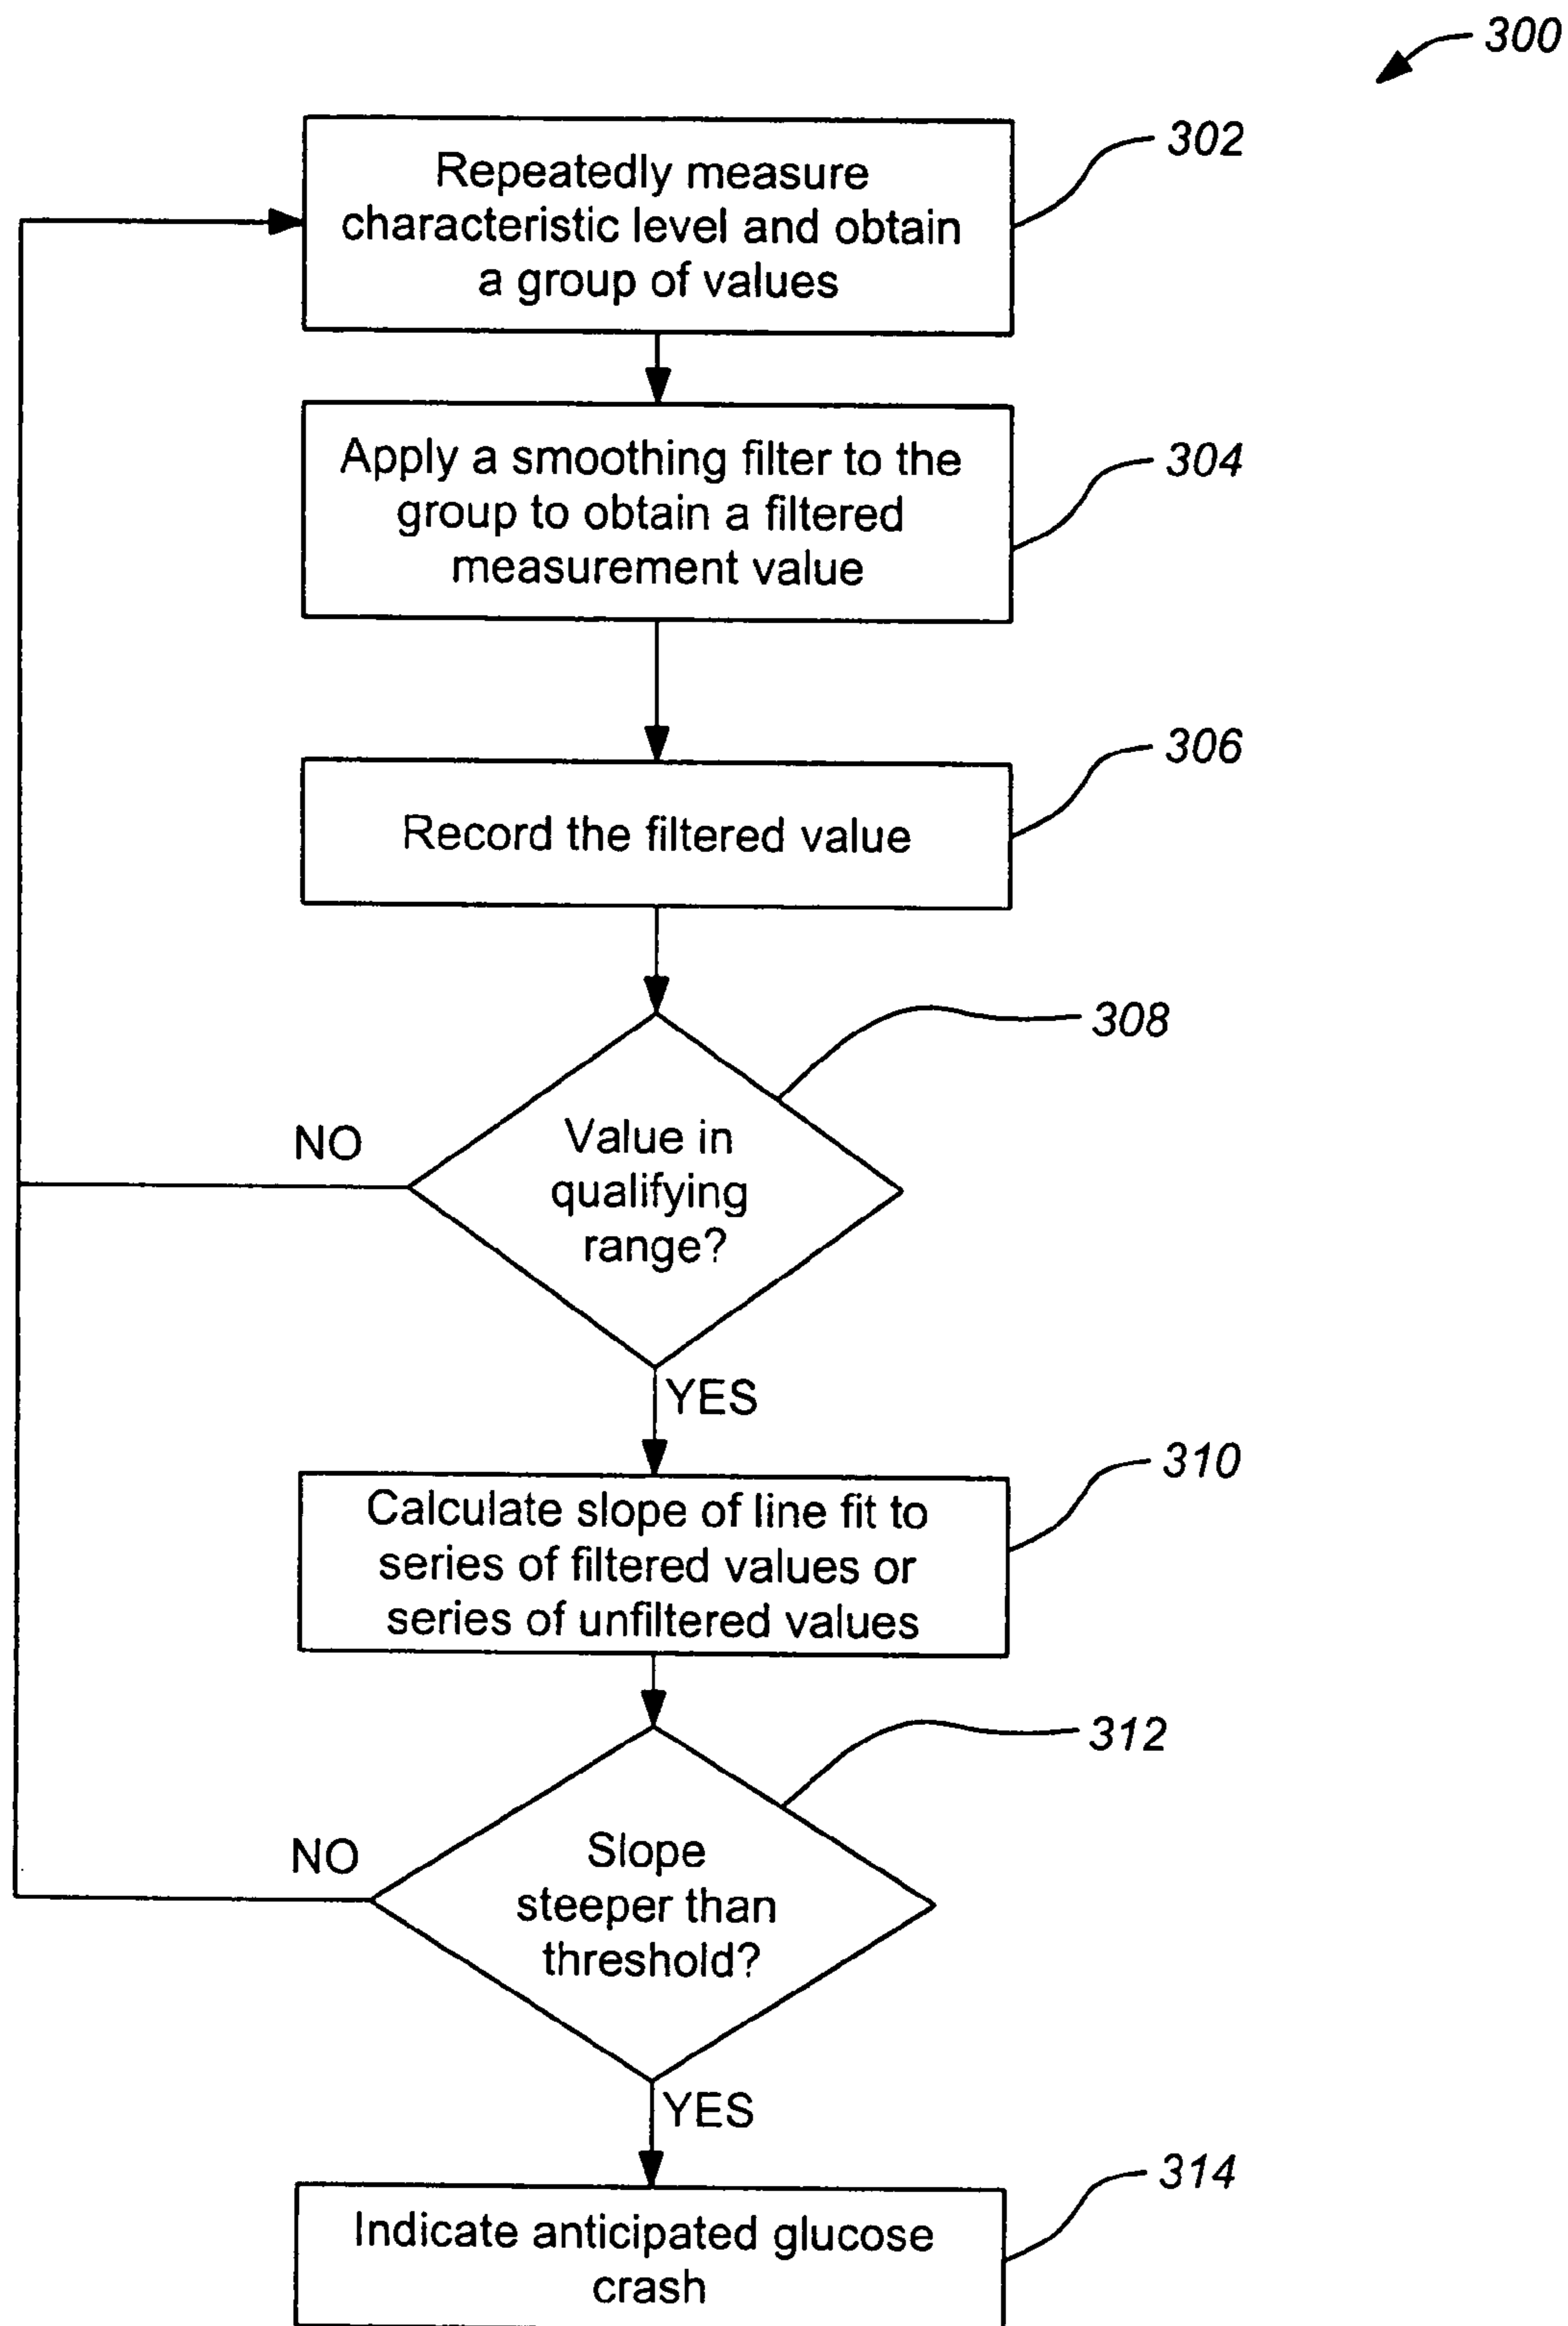 300
302
Repeatedly measure
characteristic level and obtain
a group of values
304
Apply a smoothing filter to the
group to obtain a filtered
measurement value
306
Record the filtered value
308
Value in
qualifying
range?
NO
YES
310
Calculate slope of line fit to
series of filtered values or
series of unfiltered values
312
Slope
steeper than
threshold?
NO
YES
314
Indicate anticipated glucose
crash